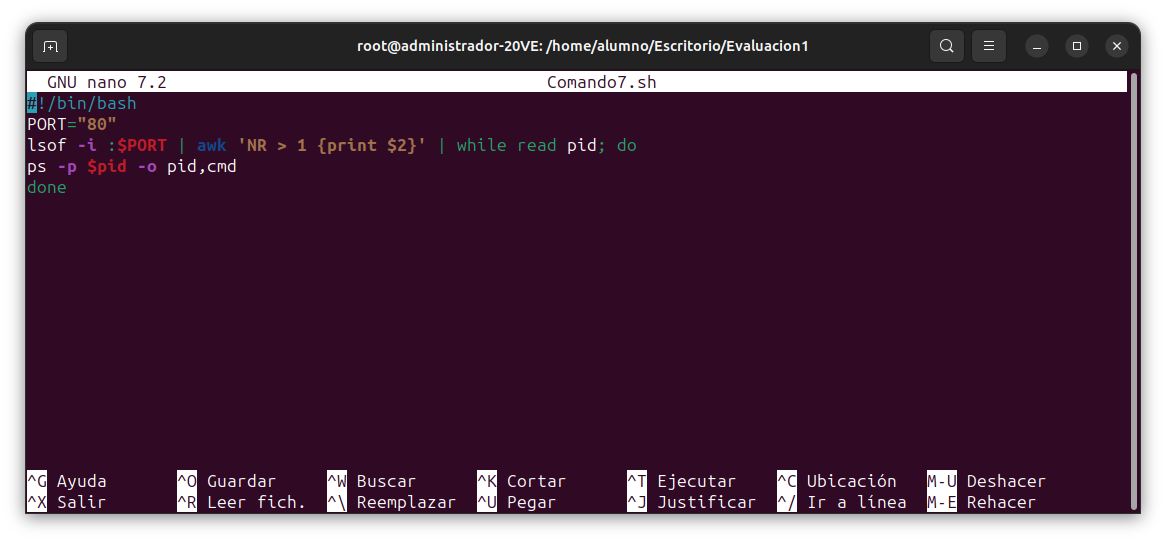 root@administrador-20VE: /home/alumno/Escritorio/Evaluacion1
GNU nano 7.2 Comando7.sh
#!/bin/bash
PORT="80"
lsof -i :$PORT | awk 'NR > 1 {print $2}' | while read pid; do
ps -p $pid -o pid,cmd
done
^G Ayuda ^O Guardar ^W Buscar ^K Cortar ^T Ejecutar ^C Ubicación M-U Deshacer
^X Salir ^R Leer fich. ^\ Reemplazar ^U Pegar ^J Justificar ^/ Ir a línea M-E Rehacer